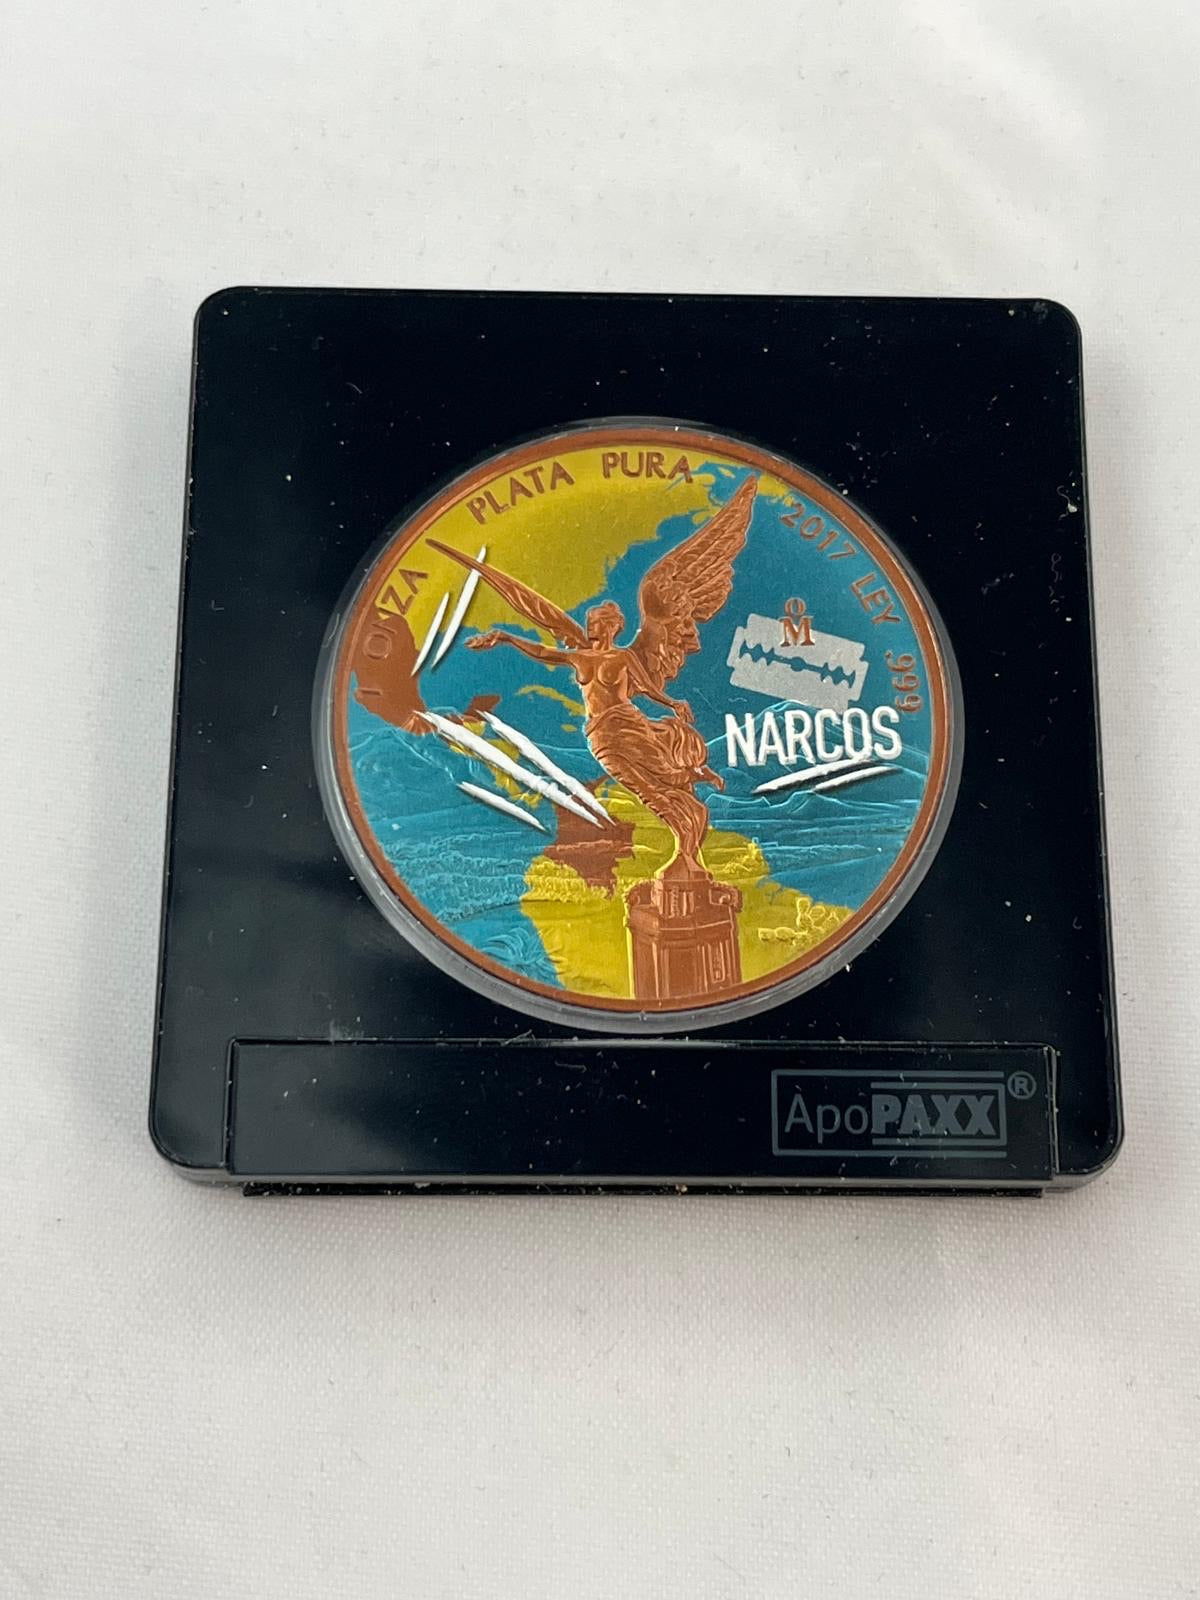 1 ONZA PLATA PURA 2017 LEY 999
o
M
NARCOS
ApoPAXX®